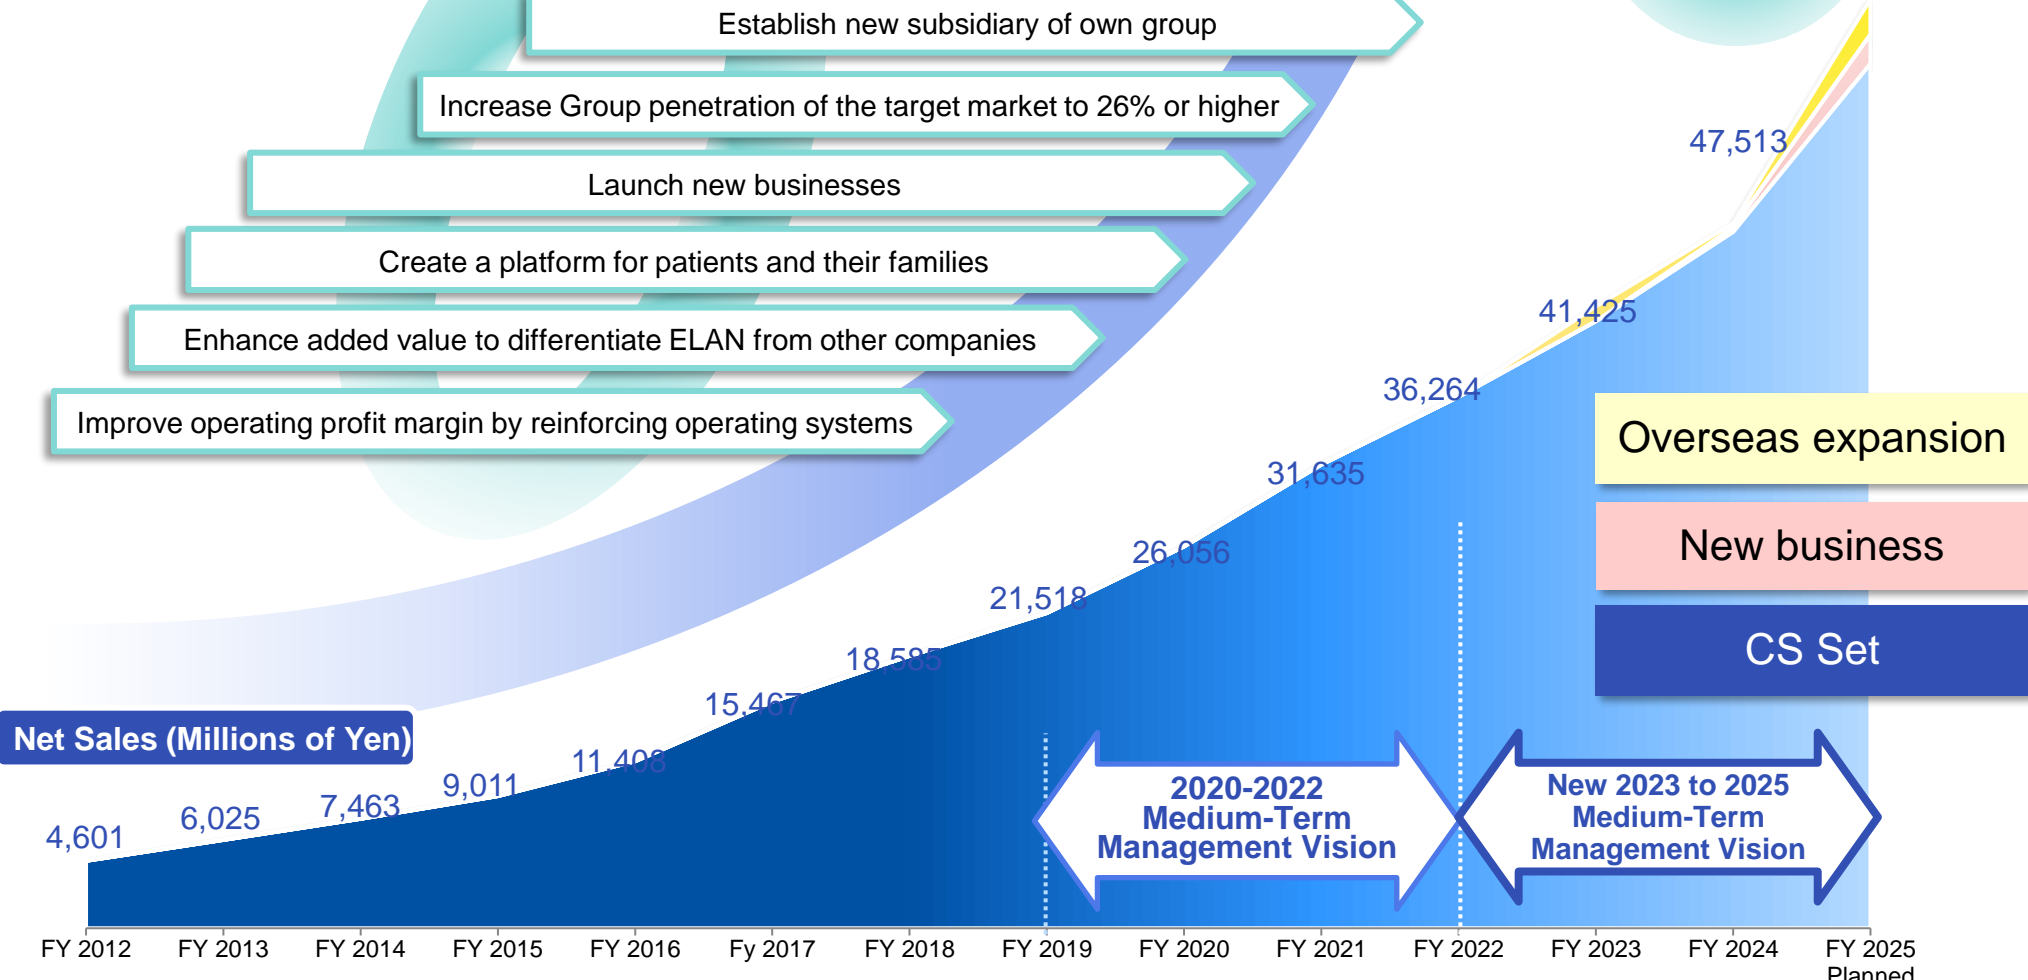 Establish new subsidiary of own group
Increase Group penetration of the target market to 26% or higher
Launch new businesses
Create a platform for patients and their families
Enhance added value to differentiate ELAN from other companies
Improve operating profit margin by reinforcing operating systems
47,513
41,425
36,264
31,635
26,056
21,518
18,585
15,467
11,408
9,011
7,463
6,025
4,601
Overseas expansion
New business
CS Set
Net Sales (Millions of Yen)
2020-2022
Medium-Term
Management Vision
New 2023 to 2025
Medium-Term
Management Vision
FY 2012 FY 2013 FY 2014 FY 2015 FY 2016 Fy 2017 FY 2018 FY 2019 FY 2020 FY 2021 FY 2022 FY 2023 FY 2024 FY 2025
Planned